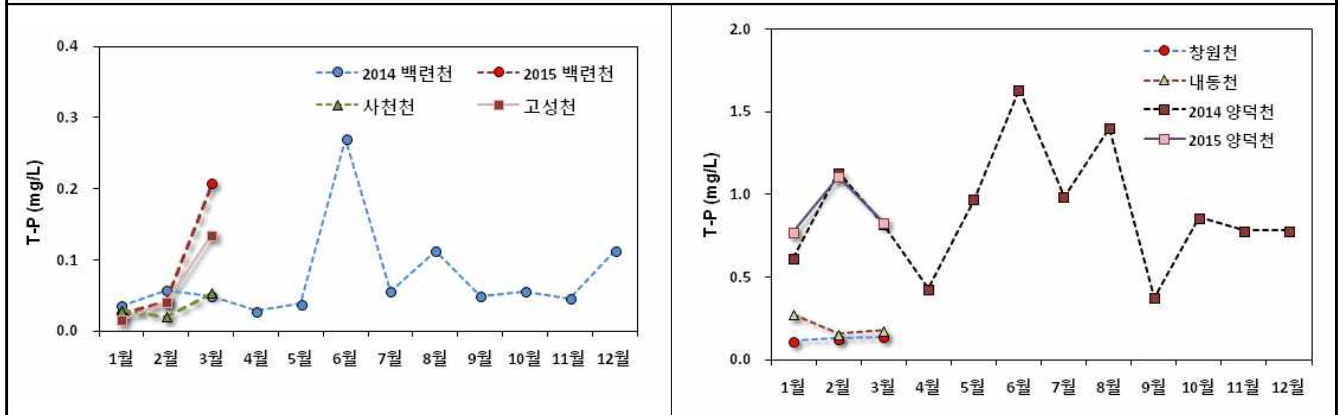 0.4
0.3
0.2
0.1
0.0
T-P (mg/L)
2014 백련천
2015 백련천
사천천
고성천
1월 2월 3월 4월 5월 6월 7월 8월 9월 10월 11월 12월
2.0
1.5
1.0
0.5
0.0
T-P (mg/L)
창원천
내동천
2014 양덕천
2015 양덕천
1월 2월 3월 4월 5월 6월 7월 8월 9월 10월 11월 12월